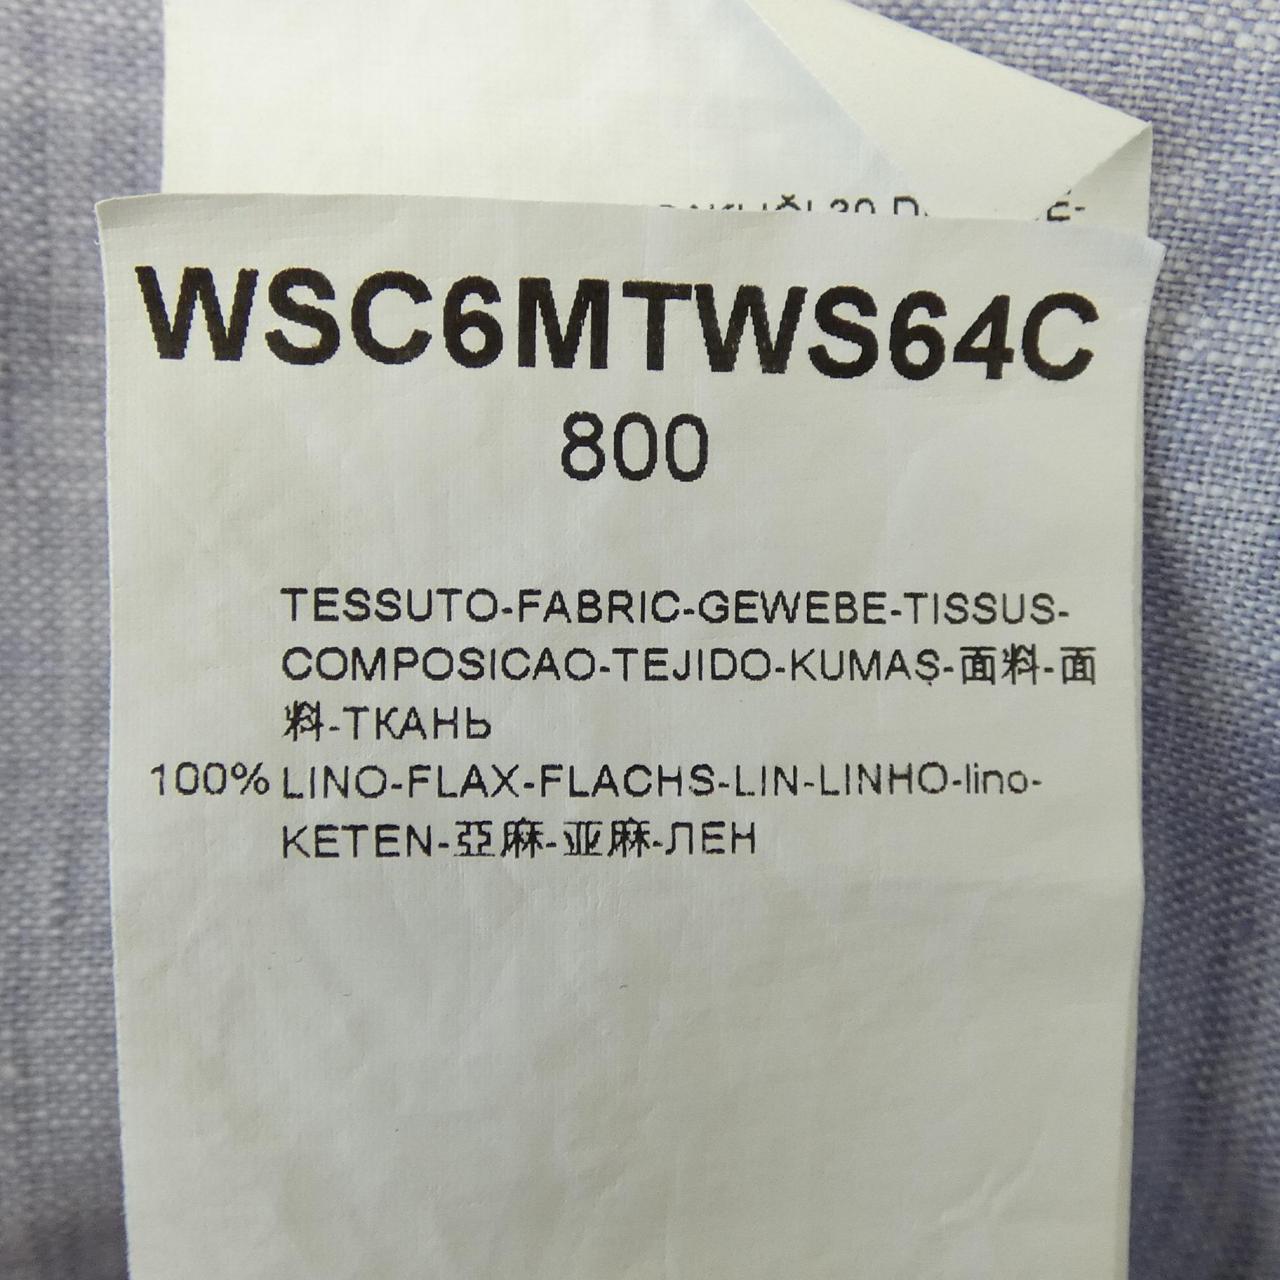 WSC6MTWS64C
800
TESSUTO-FABRIC-GEWEBE-TISSUS-
COMPOSICAO-TEJIDO-KUMAŞ-面料-面
料-ТКАНЬ
100% LINO-FLAX-FLACHS-LIN-LINHO-lino-
KETEN-亞麻-亚麻-ЛЕН